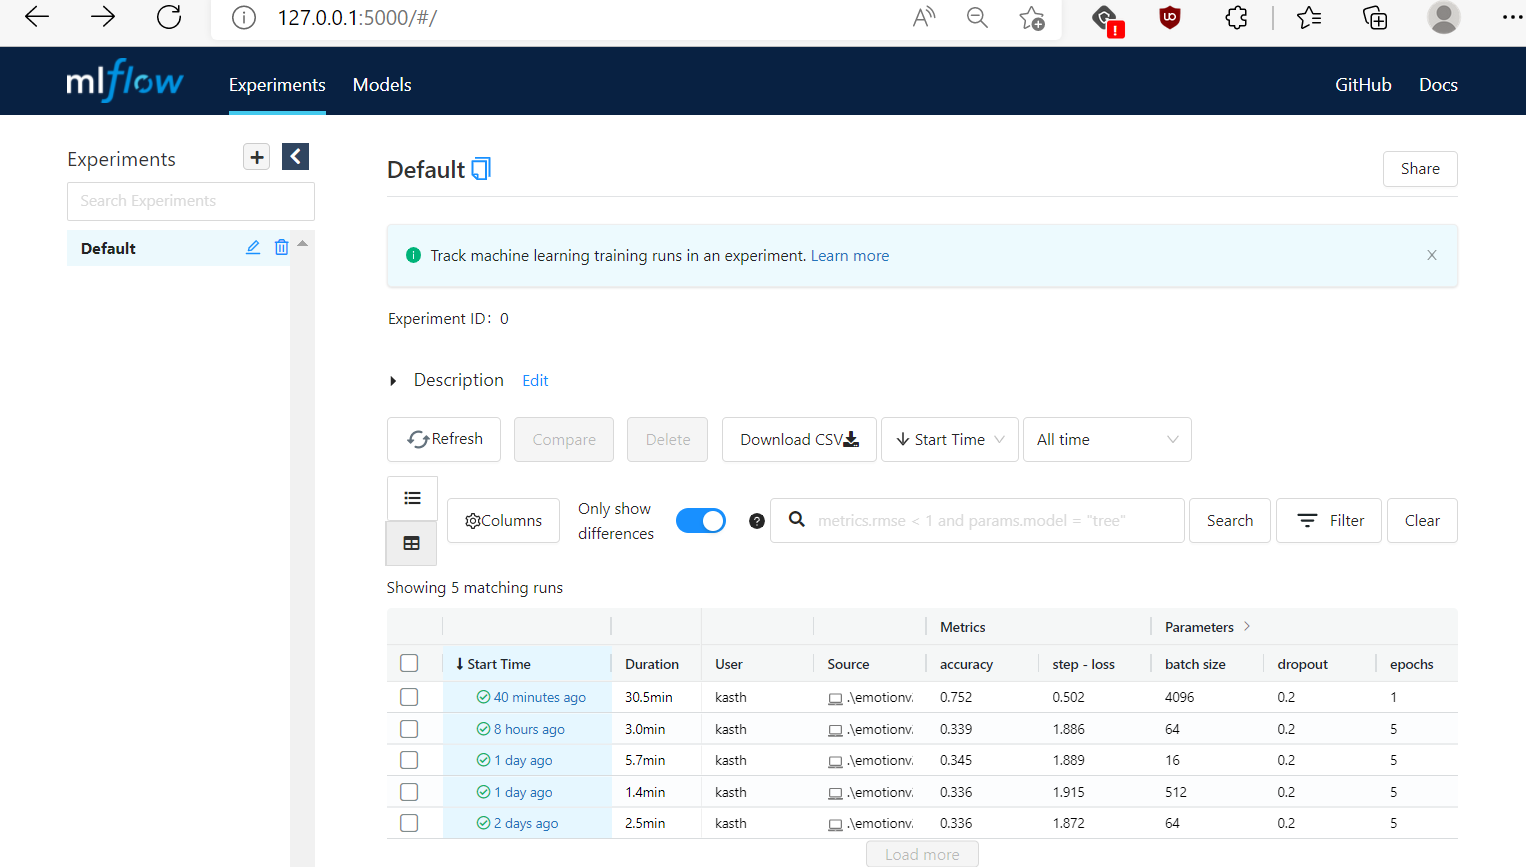 127.0.0.1:5000/#/
mlflow Experiments Models GitHub Docs
Experiments
Search Experiments
Default
Default Share
Track machine learning training runs in an experiment. Learn more
Experiment ID: 0
Description Edit
Refresh Compare Delete Download CSV Start Time All time
Columns Only show differences metrics.rmse < 1 and params.model = "tree" Search Filter Clear
Showing 5 matching runs
Metrics Parameters
Start Time Duration User Source accuracy step - loss batch size dropout epochs
40 minutes ago 30.5min kasth .\emotionv. 0.752 0.502 4096 0.2 1
8 hours ago 3.0min kasth .\emotionv. 0.339 1.886 64 0.2 5
1 day ago 5.7min kasth .\emotionv. 0.345 1.889 16 0.2 5
1 day ago 1.4min kasth .\emotionv. 0.336 1.915 512 0.2 5
2 days ago 2.5min kasth .\emotionv. 0.336 1.872 64 0.2 5
Load more